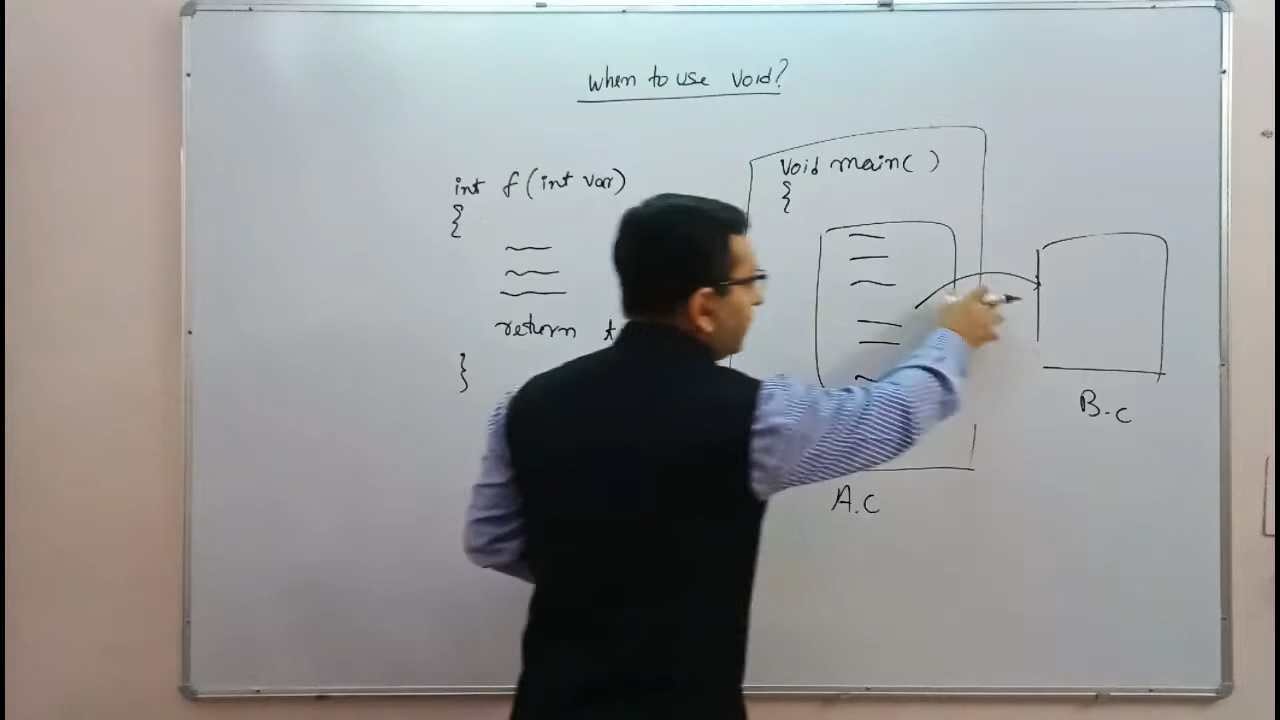 When to use void?
int f (int var)
{
return
}
void main( )
{
A.c
B.c